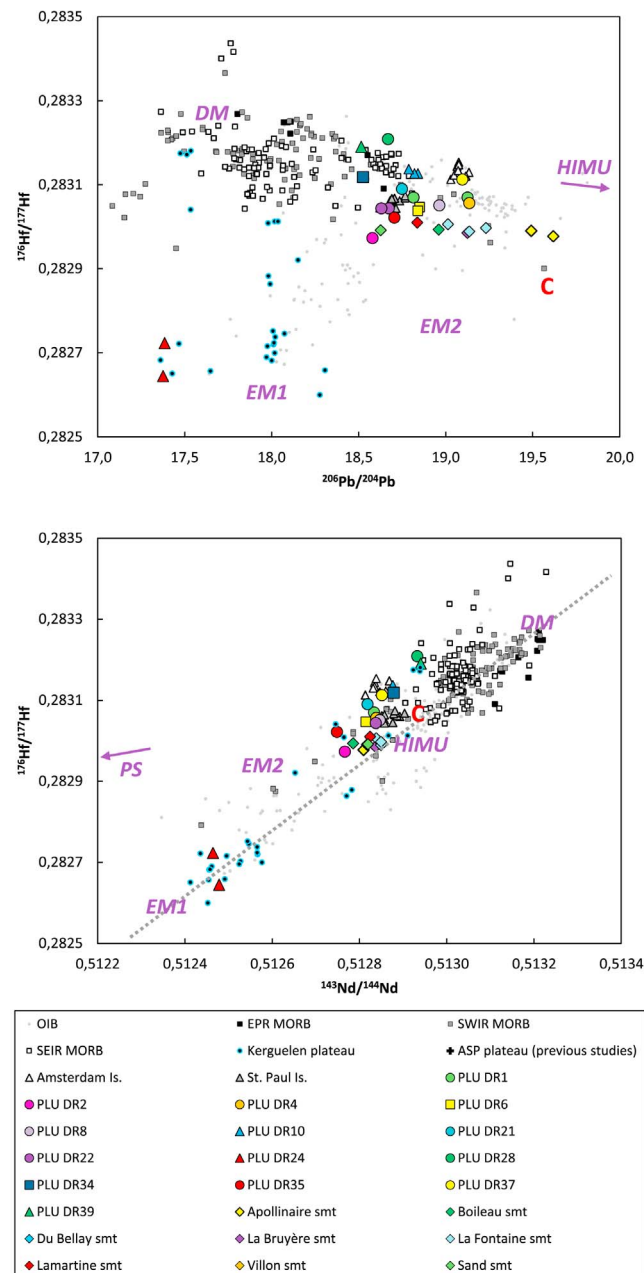 0,2835
0,2833
DM
HIMU
0,2831
¹⁷⁶Hf/¹⁷⁷Hf
0,2829
C
EM2
0,2827
EM1
0,2825
17,0 17,5 18,0 18,5 19,0 19,5 20,0
²⁰⁶Pb/²⁰⁴Pb
0,2835
0,2833
DM
0,2831
C
¹⁷⁶Hf/¹⁷⁷Hf
HIMU
PS
EM2
0,2829
0,2827
EM1
0,2825
0,5122 0,5124 0,5126 0,5128 0,5130 0,5132 0,5134
¹⁴³Nd/¹⁴⁴Nd
OIB EPR MORB SWIR MORB
SEIR MORB Kerguelen plateau ASP plateau (previous studies)
Amsterdam Is. St. Paul Is. PLU DR1
PLU DR2 PLU DR4 PLU DR6
PLU DR8 PLU DR10 PLU DR21
PLU DR22 PLU DR24 PLU DR28
PLU DR34 PLU DR35 PLU DR37
PLU DR39 Apollinaire smt Boileau smt
Du Bellay smt La Bruyère smt La Fontaine smt
Lamartine smt Villon smt Sand smt